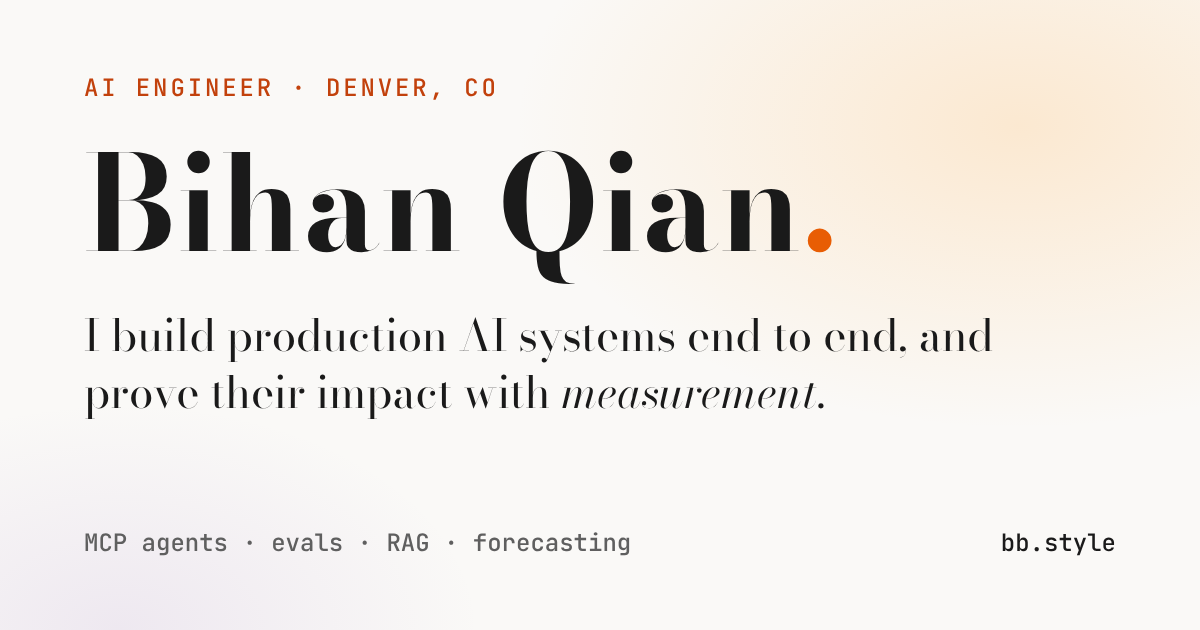 AI ENGINEER · DENVER, CO
Bihan Qian.
I build production AI systems end to end, and
prove their impact with measurement.
MCP agents · evals · RAG · forecasting
bb.style